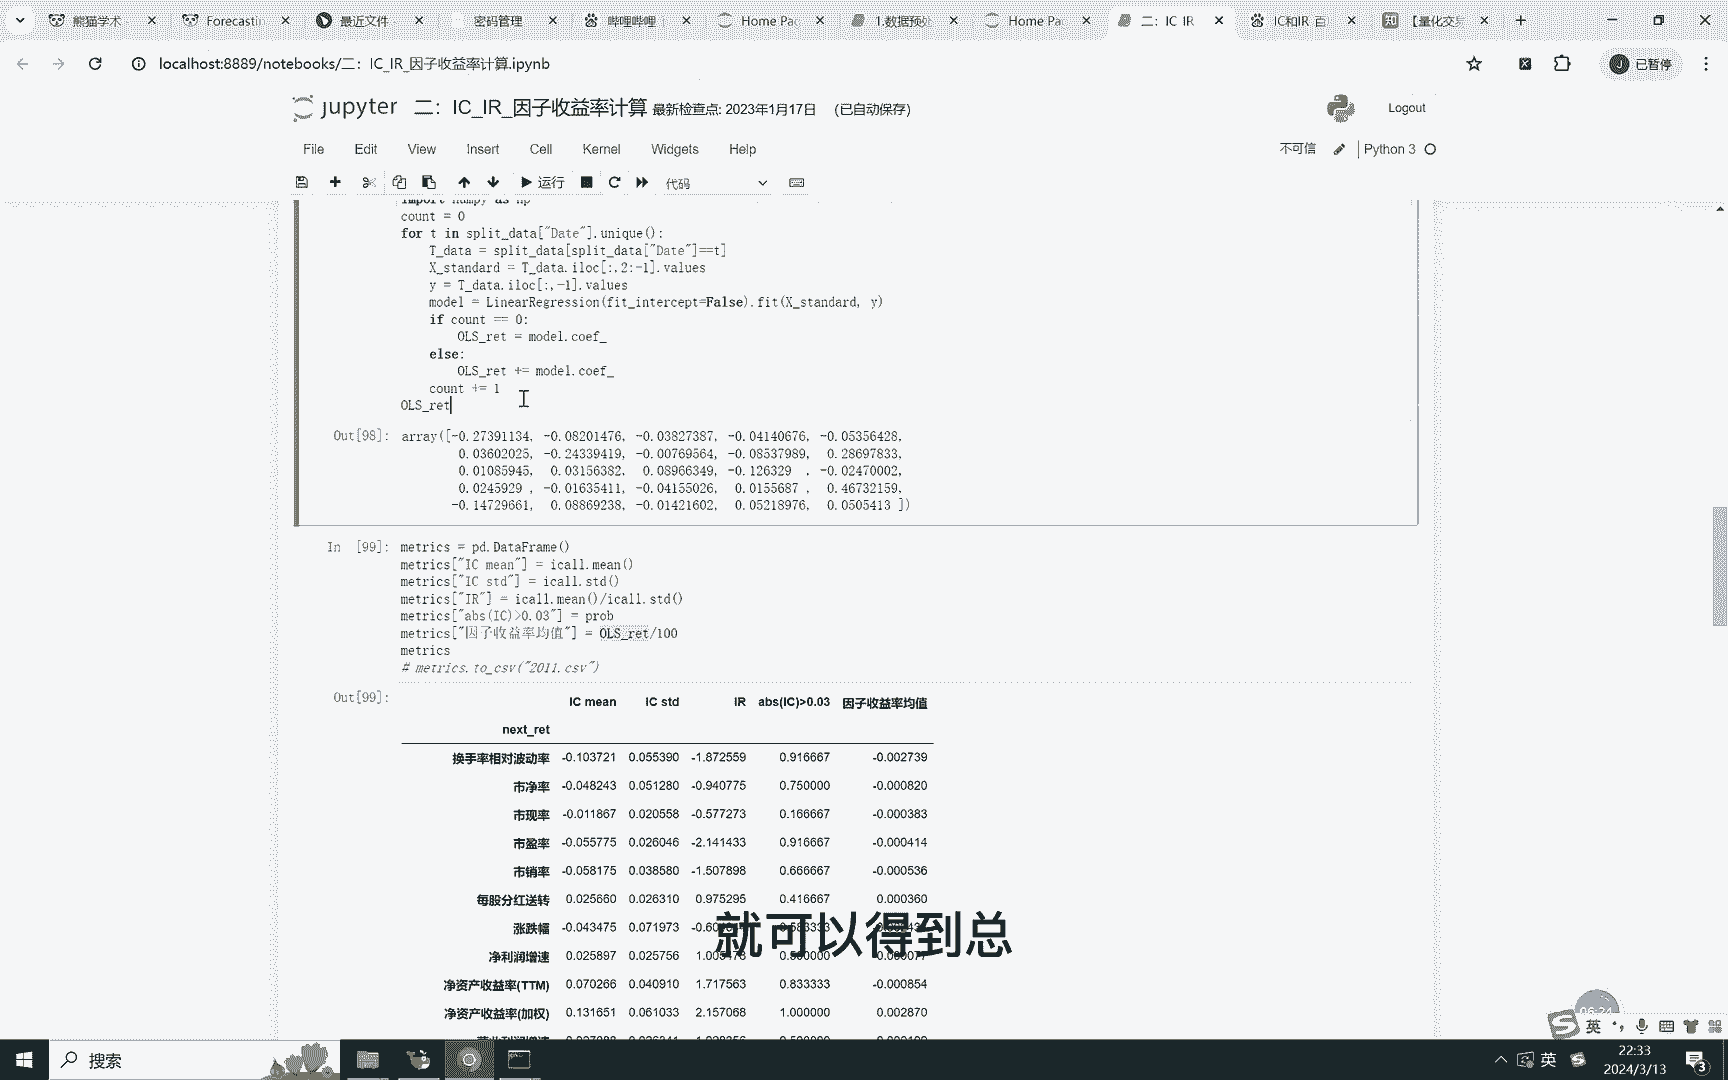 熊猫学术
Forecastin
最近文件
密码管理
哔哩哔哩
Home Pag
1.数据预处
Home Pa
二：IC_IR
IC和IR_百
【量化交易
localhost:8889/notebooks/二：IC_IR_因子收益率计算.ipynb
J 已暂停
jupyter 二：IC_IR_因子收益率计算 最新检查点: 2023年1月17日 (已自动保存)
Logout
File Edit View Insert Cell Kernel Widgets Help
不可信 Python 3
运行 代码
import numpy as np
count = 0
for t in split_data["Date"].unique():
T_data = split_data[split_data["Date"]==t]
X_standard = T_data.iloc[:,2:-1].values
y = T_data.iloc[:,-1].values
model = LinearRegression(fit_intercept=False).fit(X_standard, y)
if count == 0:
OLS_ret = model.coef_
else:
OLS_ret += model.coef_
count += 1
OLS_ret
Out[98]: array([-0.27391134, -0.08201476, -0.03827387, -0.04140676, -0.05356428,
0.03602025, -0.24339419, -0.00769564, -0.08537989, 0.28697833,
0.01085945, 0.03156382, 0.08966349, -0.126329 , -0.02470002,
0.0245929 , -0.01635411, -0.04155026, 0.0155687 , 0.46732159,
-0.14729661, 0.08869238, -0.01421602, 0.05218976, 0.0505413 ])
In [99]: metrics = pd.DataFrame()
metrics["IC mean"] = icall.mean()
metrics["IC std"] = icall.std()
metrics["IR"] = icall.mean()/icall.std()
metrics["abs(IC)>0.03"] = prob
metrics["因子收益率均值"] = OLS_ret/100
metrics
# metrics.to_csv("2011.csv")
Out[99]:
IC mean IC std IR abs(IC)>0.03 因子收益率均值
next_ret
换手率相对波动率 -0.103721 0.055390 -1.872559 0.916667 -0.002739
市净率 -0.048243 0.051280 -0.940775 0.750000 -0.000820
市现率 -0.011867 0.020558 -0.577273 0.166667 -0.000383
市盈率 -0.055775 0.026046 -2.141433 0.916667 -0.000414
市销率 -0.058175 0.038580 -1.507898 0.666667 -0.000536
每股分红送转 0.025660 0.026310 0.975295 0.416667 0.000360
涨跌幅 -0.043475 0.071973
净利润增速 0.025897 0.025756
净资产收益率(TTM) 0.070266 0.040910 1.717563 0.833333 -0.000854
净资产收益率(加权) 0.131651 0.061033 2.157068 1.000000 0.002870
就可以得到总
英
搜索
英
22:33
2024/3/13
3